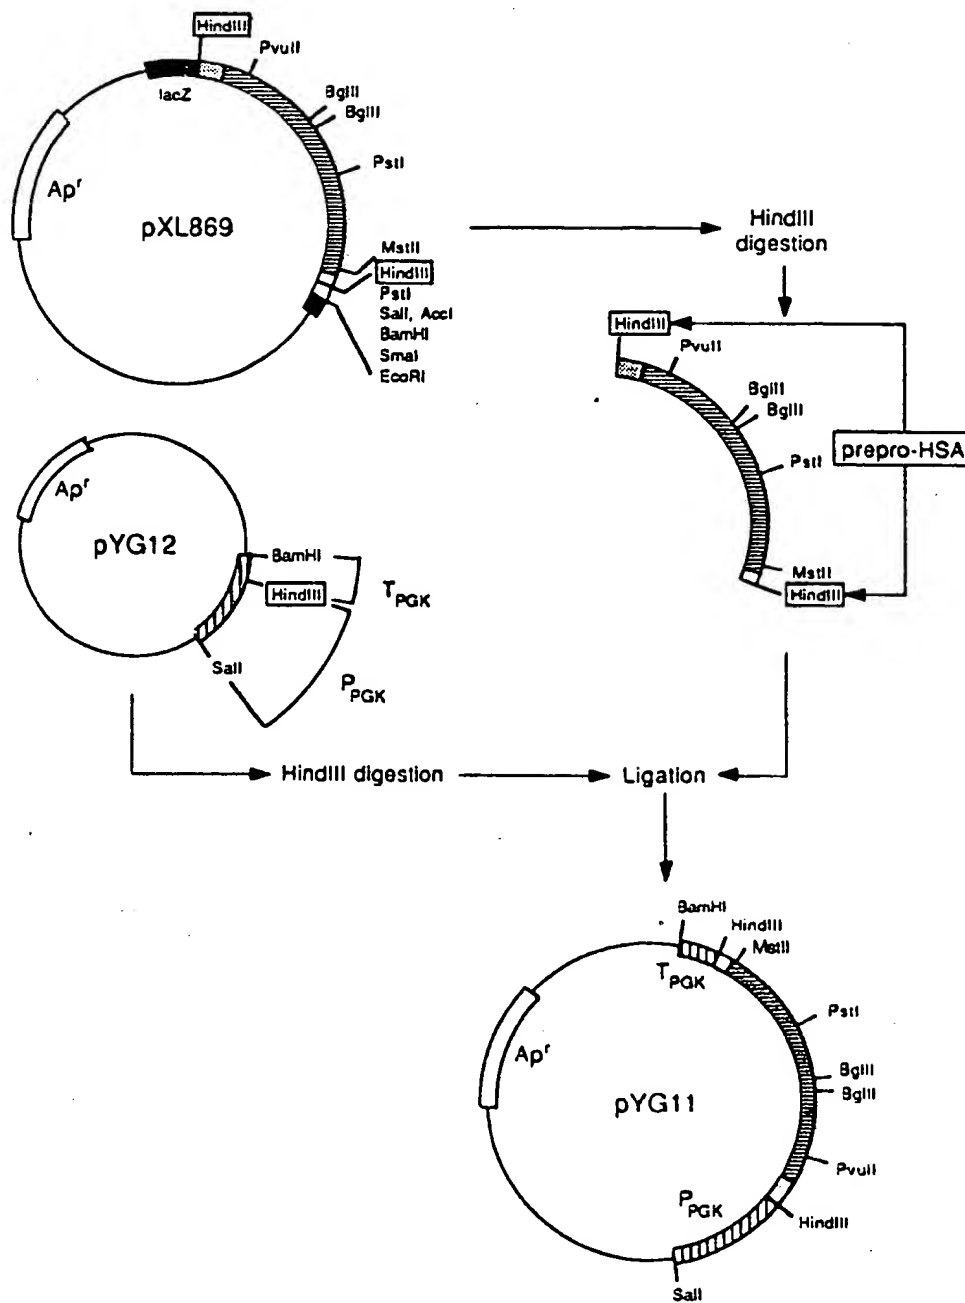 HindIII
PvuII
lacZ
BglII
BglII
PstI
Apr
pXL869
MstII
HindIII
PstI
SalI, AccI
BamHI
SmaI
EcoRI
HindIII
digestion
HindIII
PvuII
BglII
BglII
PstI
prepro-HSA
MstII
HindIII
Apr
pYG12
BamHI
HindIII
TPGK
SalI
PPGK
HindIII digestion
Ligation
BamHI
HindIII
MstII
TPGK
PstI
Apr
BglII
BglII
pYG11
PvuII
PPGK
HindIII
SalI